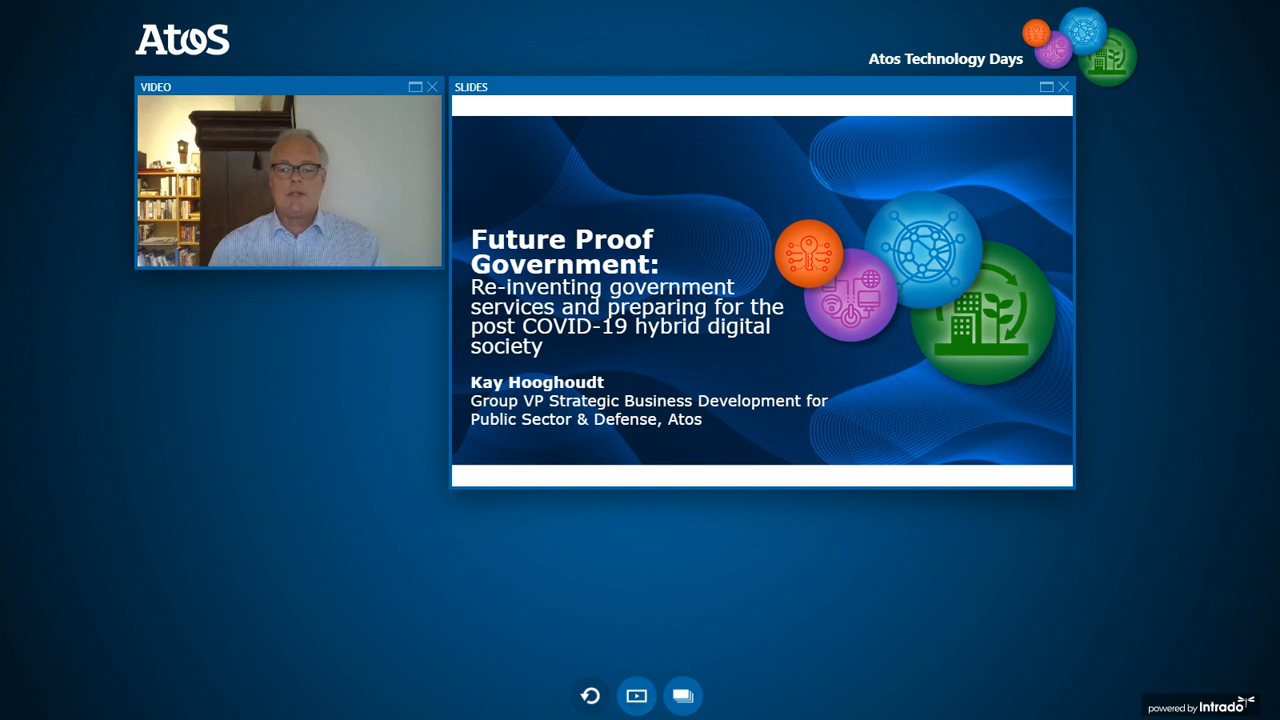 Atos
Atos Technology Days
VIDEO
SLIDES
Future Proof
Government:
Re-inventing government
services and preparing for the
post COVID-19 hybrid digital
society
Kay Hooghoudt
Group VP Strategic Business Development for
Public Sector & Defense, Atos
powered by Intrado